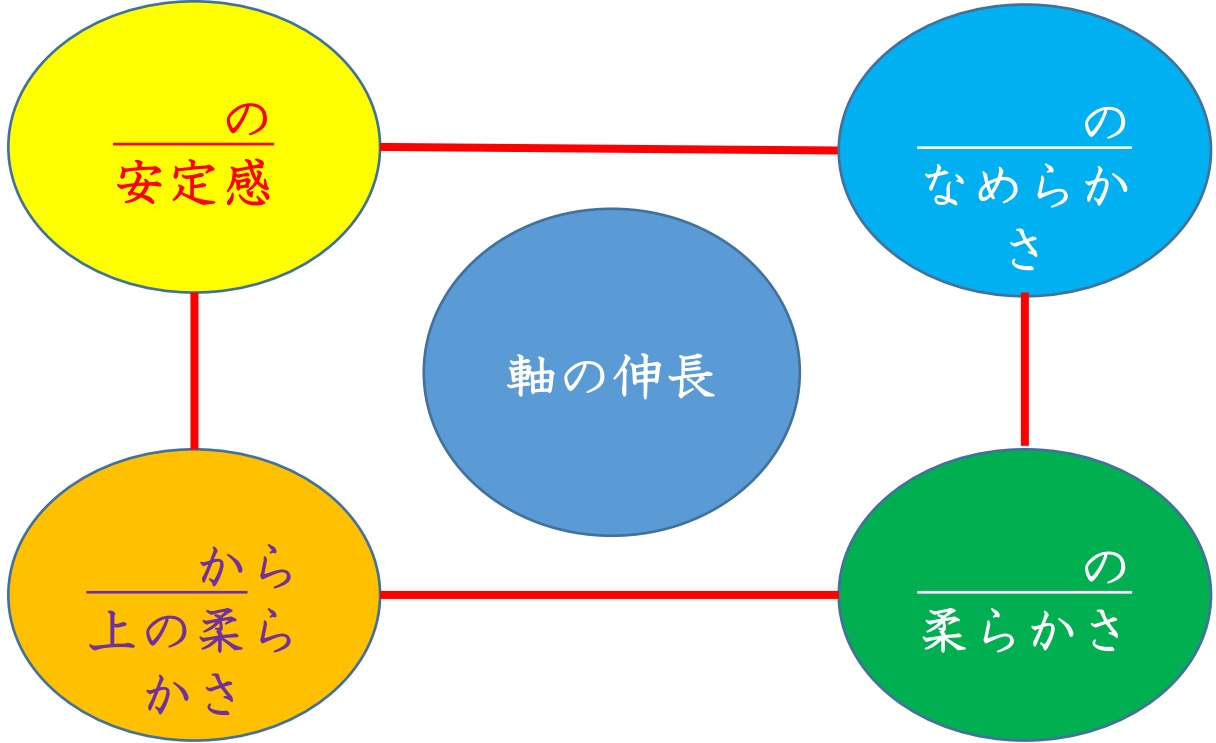 の
安定感
の
なめらか
さ
軸の伸長
から
上の柔ら
かさ
の
柔らかさ